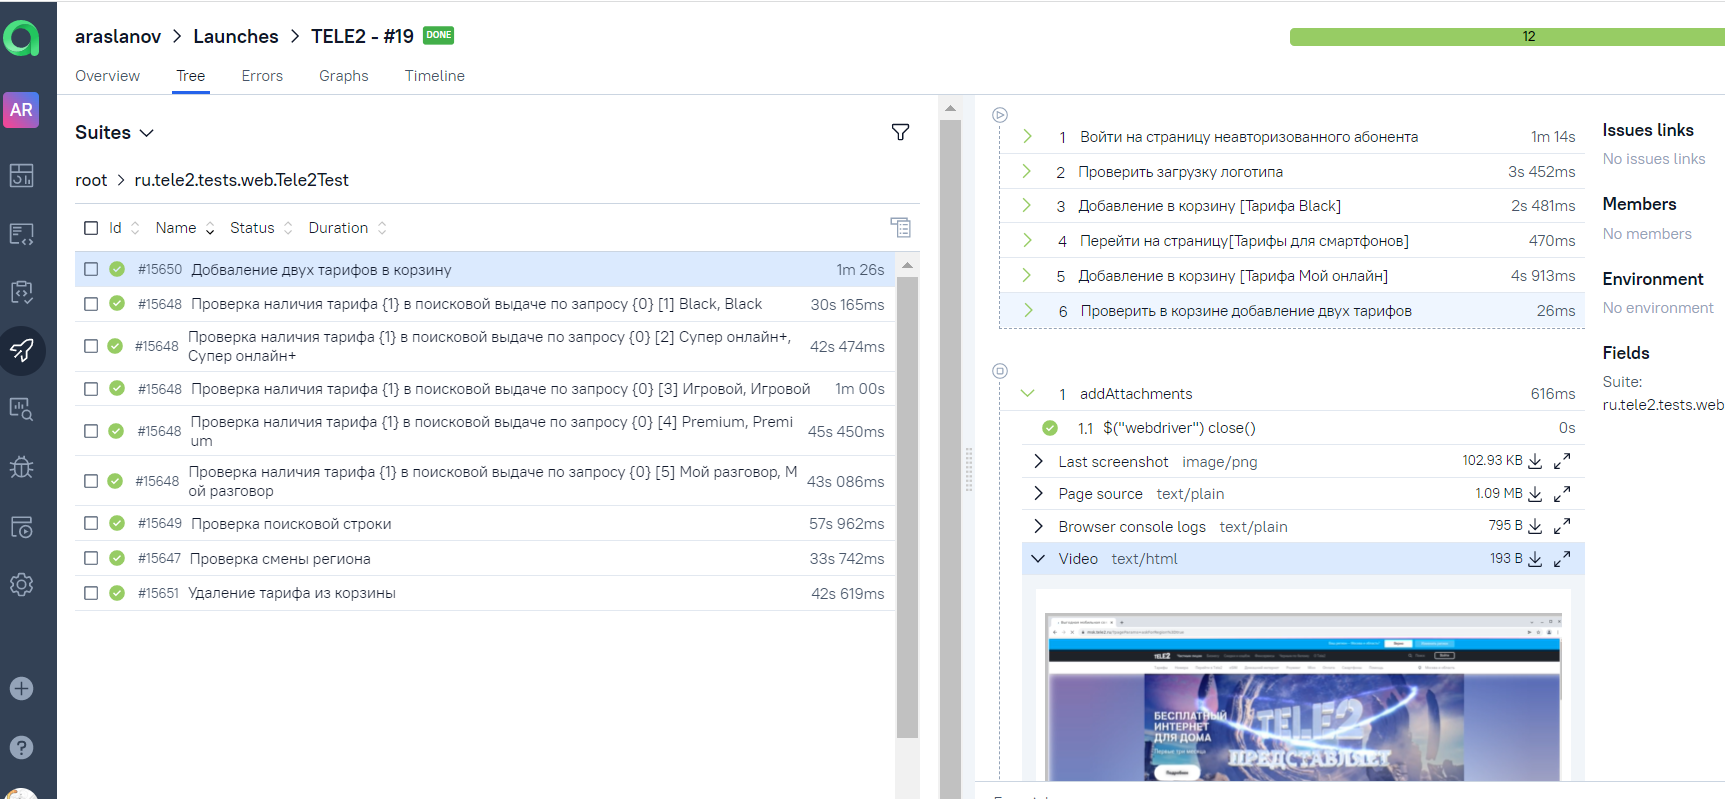 araslanov > Launches > TELE2 - #19 DONE
12
Overview Tree Errors Graphs Timeline
AR
Suites
root > ru.tele2.tests.web.Tele2Test
Id Name Status Duration
#15650 Добваление двух тарифов в корзину 1m 26s
#15648 Проверка наличия тарифа {1} в поисковой выдаче по запросу {0} [1] Black, Black 30s 165ms
#15648 Проверка наличия тарифа {1} в поисковой выдаче по запросу {0} [2] Супер онлайн+,
Супер онлайн+ 42s 474ms
#15648 Проверка наличия тарифа {1} в поисковой выдаче по запросу {0} [3] Игровой, Игровой 1m 00s
#15648 Проверка наличия тарифа {1} в поисковой выдаче по запросу {0} [4] Premium, Premi
um 45s 450ms
#15648 Проверка наличия тарифа {1} в поисковой выдаче по запросу {0} [5] Мой разговор, М
ой разговор 43s 086ms
#15649 Проверка поисковой строки 57s 962ms
#15647 Проверка смены региона 33s 742ms
#15651 Удаление тарифа из корзины 42s 619ms
1 Войти на страницу неавторизованного абонента 1m 14s
2 Проверить загрузку логотипа 3s 452ms
3 Добавление в корзину [Тарифа Black] 2s 481ms
4 Перейти на страницу[Тарифы для смартфонов] 470ms
5 Добавление в корзину [Тарифа Мой онлайн] 4s 913ms
6 Проверить в корзине добавление двух тарифов 26ms
1 addAttachments 616ms
1.1 $("webdriver") close() 0s
Last screenshot image/png 102.93 KB
Page source text/plain 1.09 MB
Browser console logs text/plain 795 B
Video text/html 193 B
TELE2
БЕСПЛАТНЫЙ
ИНТЕРНЕТ
ДЛЯ ДОМА
Первые три месяца
Подробнее
TELE2
ПРЕДСТАВЛЯЕТ
Issues links
No issues links
Members
No members
Environment
No environment
Fields
Suite:
ru.tele2.tests.web